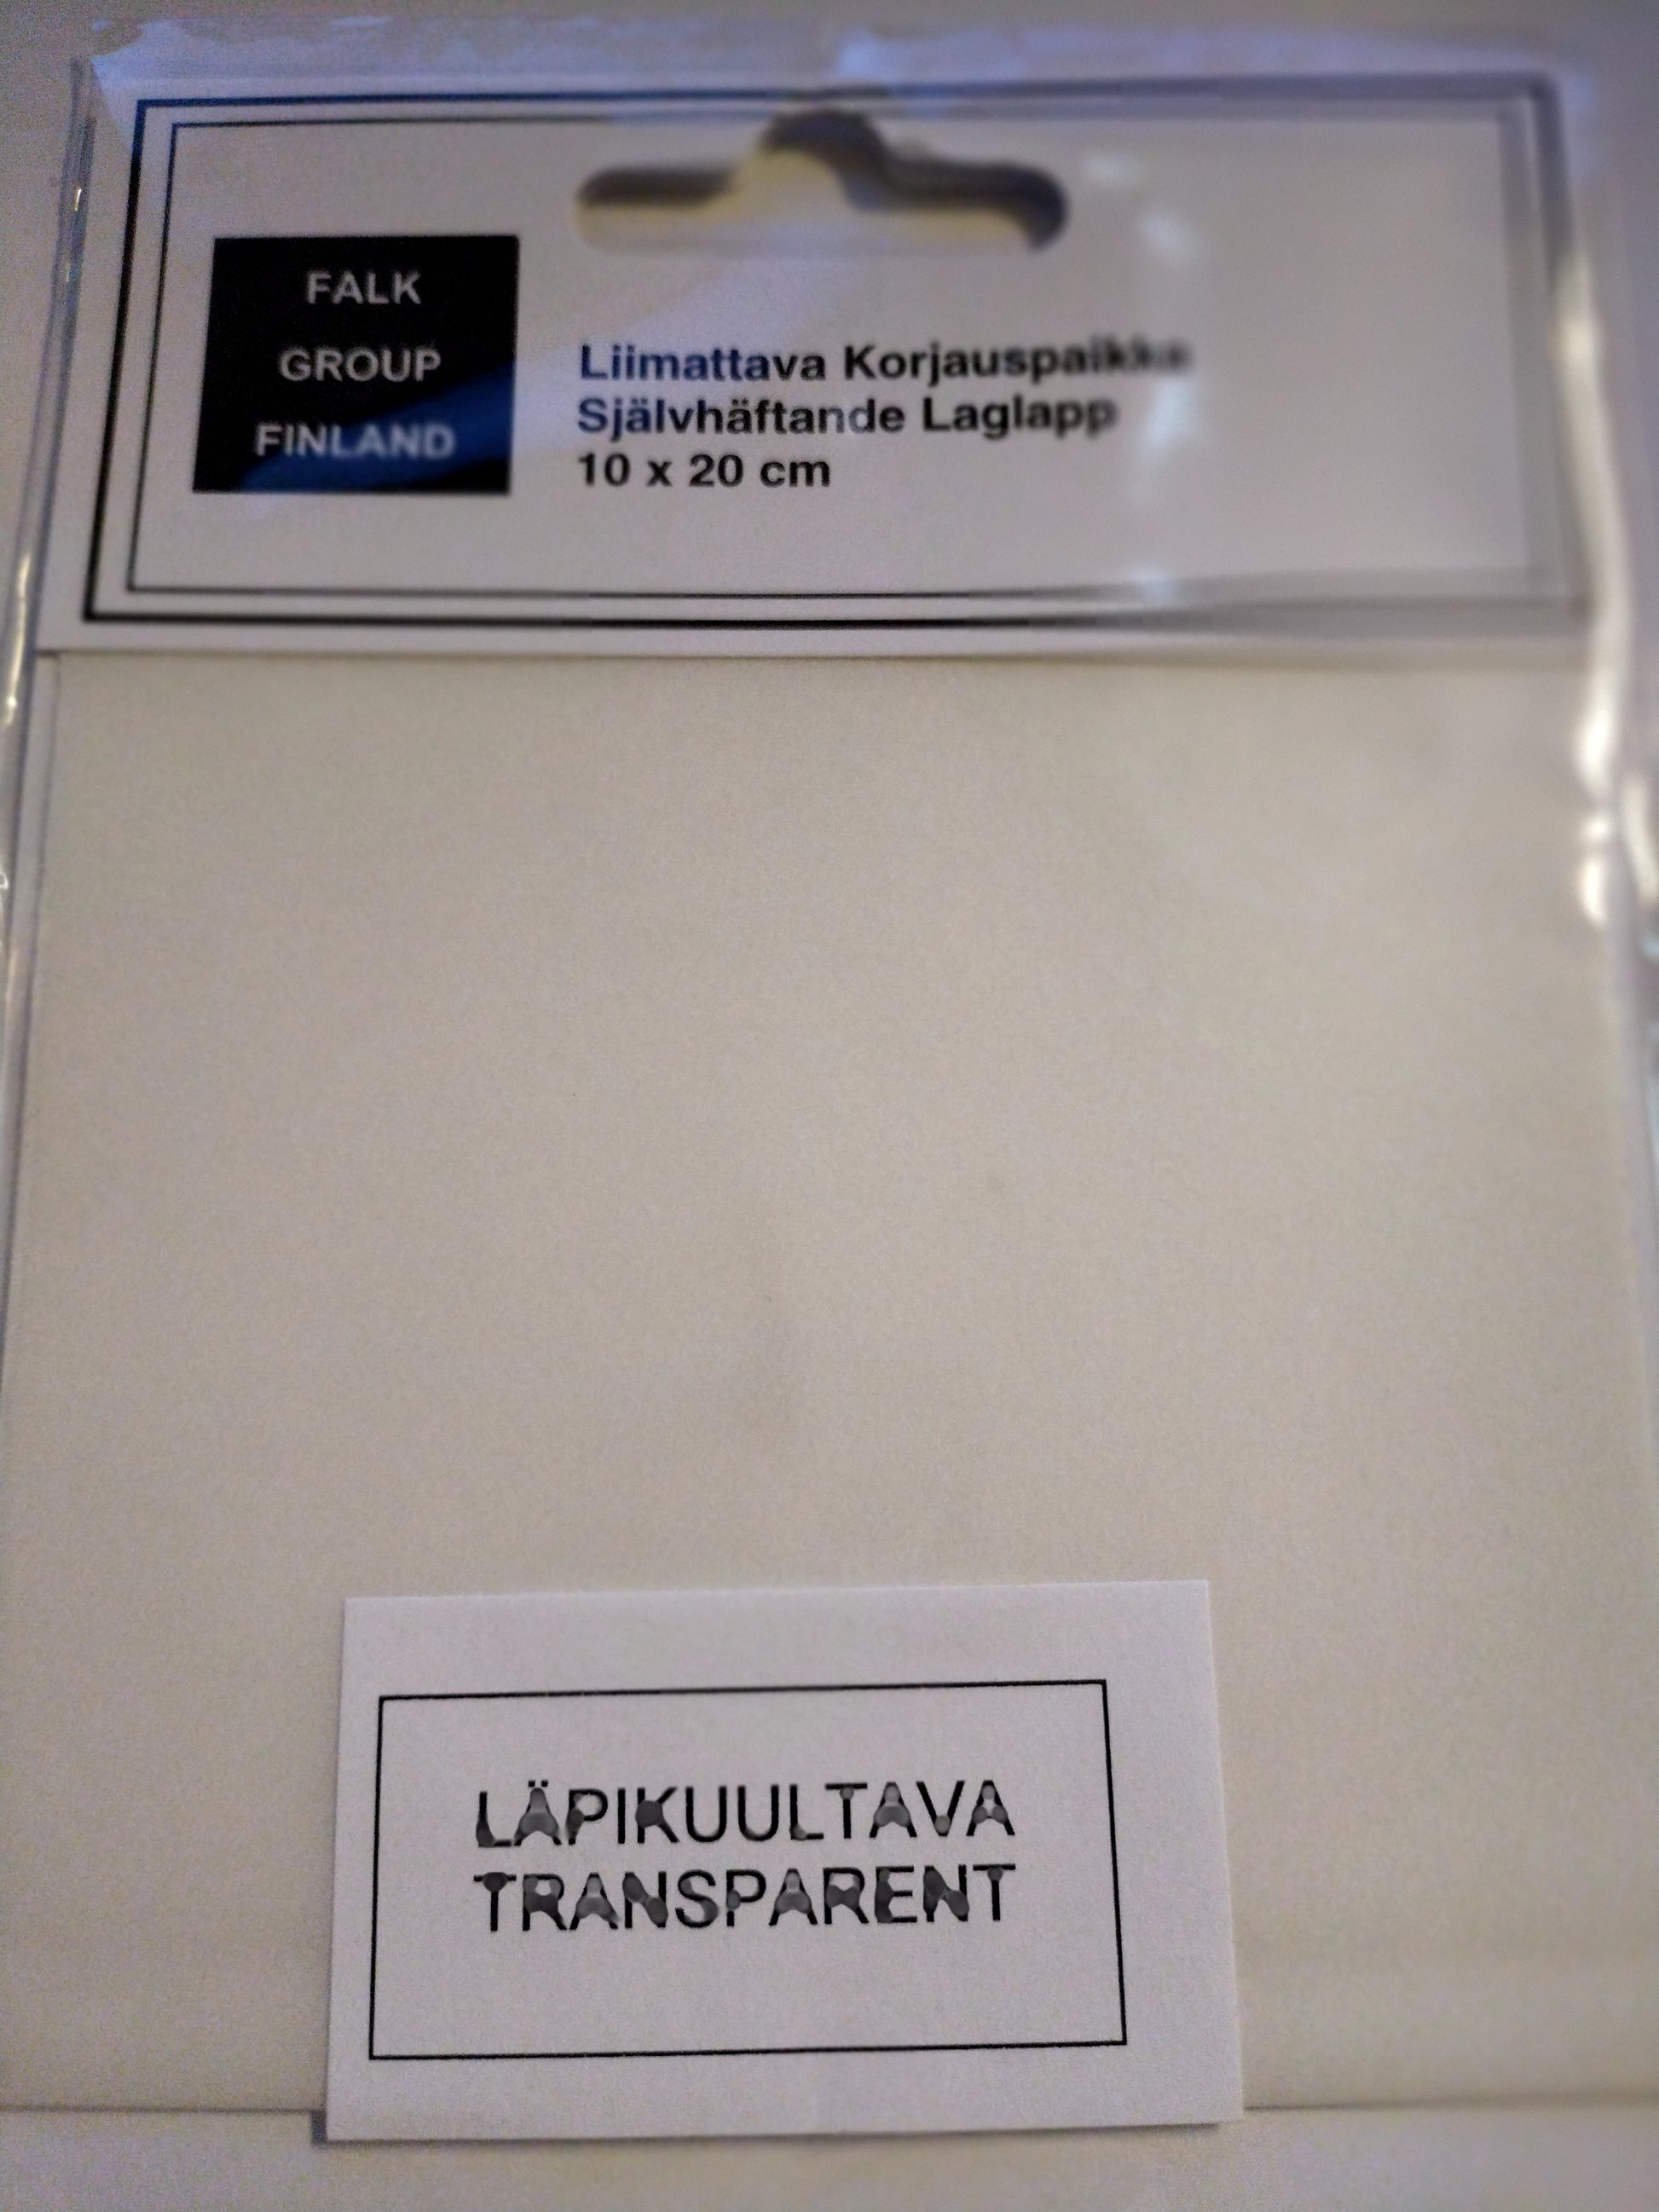 FALK
GROUP
FINLAND
Liimattava Korjauspaikka
Självhäftande Laglapp
10 x 20 cm
LÄPIKUULTAVA
TRANSPARENT